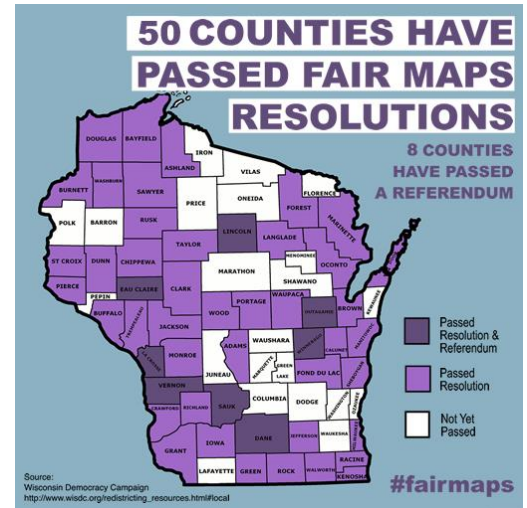 50 COUNTIES HAVE
PASSED FAIR MAPS
RESOLUTIONS
8 COUNTIES
HAVE PASSED
A REFERENDUM
DOUGLAS
BAYFIELD
IRON
VILAS
ASHLAND
BURNETT
WASHBURN
SAWYER
PRICE
ONEIDA
FLORENCE
FOREST
MARINETTE
POLK
BARRON
RUSK
LINCOLN
LANGLADE
TAYLOR
OCONTO
ST CROIX
DUNN
CHIPPEWA
MARATHON
MENOMINEE
SHAWANO
PIERCE
PEPIN
EAU CLAIRE
CLARK
BUFFALO
TREMPEALEAU
JACKSON
WOOD
PORTAGE
WAUPACA
OUTAGAMIE
BROWN
KEWAUNEE
LA CROSSE
MONROE
JUNEAU
ADAMS
WAUSHARA
WINNEBAGO
CALUMET
MANITOWOC
MARQUETTE
GREEN
LAKE
FOND DU LAC
SHEBOYGAN
VERNON
CRAWFORD
RICHLAND
SAUK
COLUMBIA
DODGE
WASHINGTON
OZAUKEE
GRANT
IOWA
DANE
JEFFERSON
WAUKESHA
MILWAUKEE
LAFAYETTE
GREEN
ROCK
WALWORTH
RACINE
KENOSHA
Passed
Resolution &
Referendum
Passed
Resolution
Not Yet
Passed
Source:
Wisconsin Democracy Campaign
http://www.wisdc.org/redistricting_resources.html#local
#fairmaps